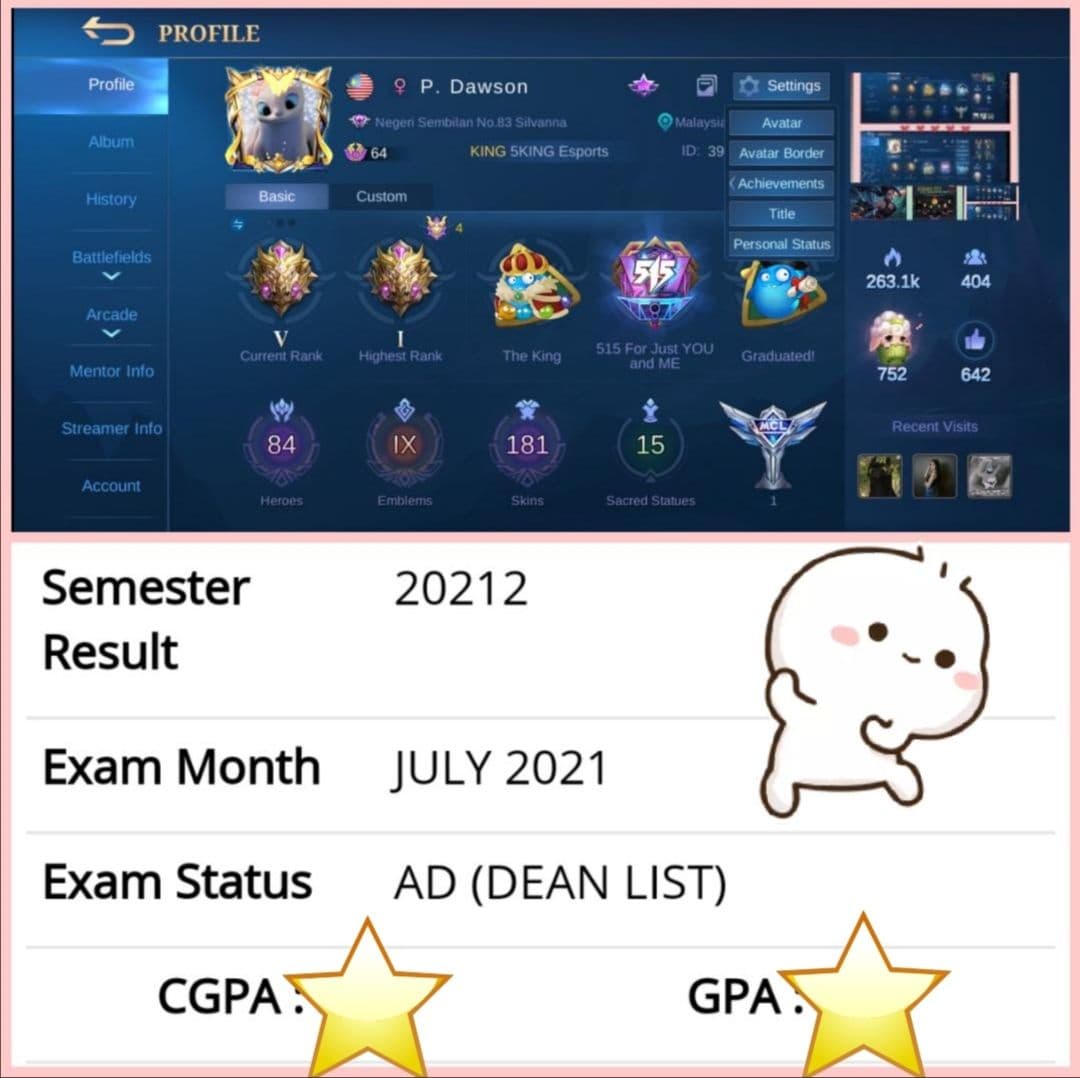 PROFILE
Profile
Album
History
Battlefields
Arcade
Mentor Info
Streamer Info
Account
P. Dawson
Negeri Sembilan No.83 Silvanna
Malaysia
64
KING 5KING Esports
ID: 39
Settings
Avatar
Avatar Border
Achievements
Title
Personal Status
Basic
Custom
4
V
Current Rank
I
Highest Rank
The King
515
515 For Just YOU
and ME
Graduated!
84
Heroes
IX
Emblems
181
Skins
15
Sacred Statues
MCL
1
263.1k
404
752
642
Recent Visits
Semester
Result
20212
Exam Month
JULY 2021
Exam Status
AD (DEAN LIST)
CGPA :
GPA :